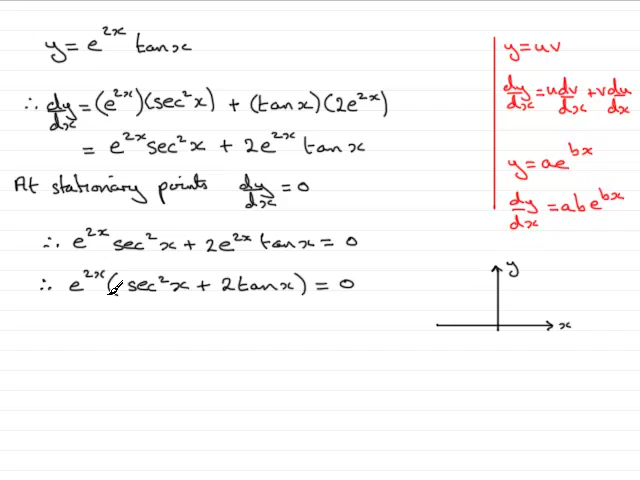 y = e^{2x} tan x
∴ dy/dx = (e^{2x})(sec²x) + (tan x)(2e^{2x})
= e^{2x} sec²x + 2e^{2x} tan x
At stationary points dy/dx = 0
∴ e^{2x} sec²x + 2e^{2x} tan x = 0
∴ e^{2x}(sec²x + 2tan x) = 0
y = uv
dy/dx = u dv/dx + v du/dx
y = ae^{bx}
dy/dx = abe^{bx}
y
x